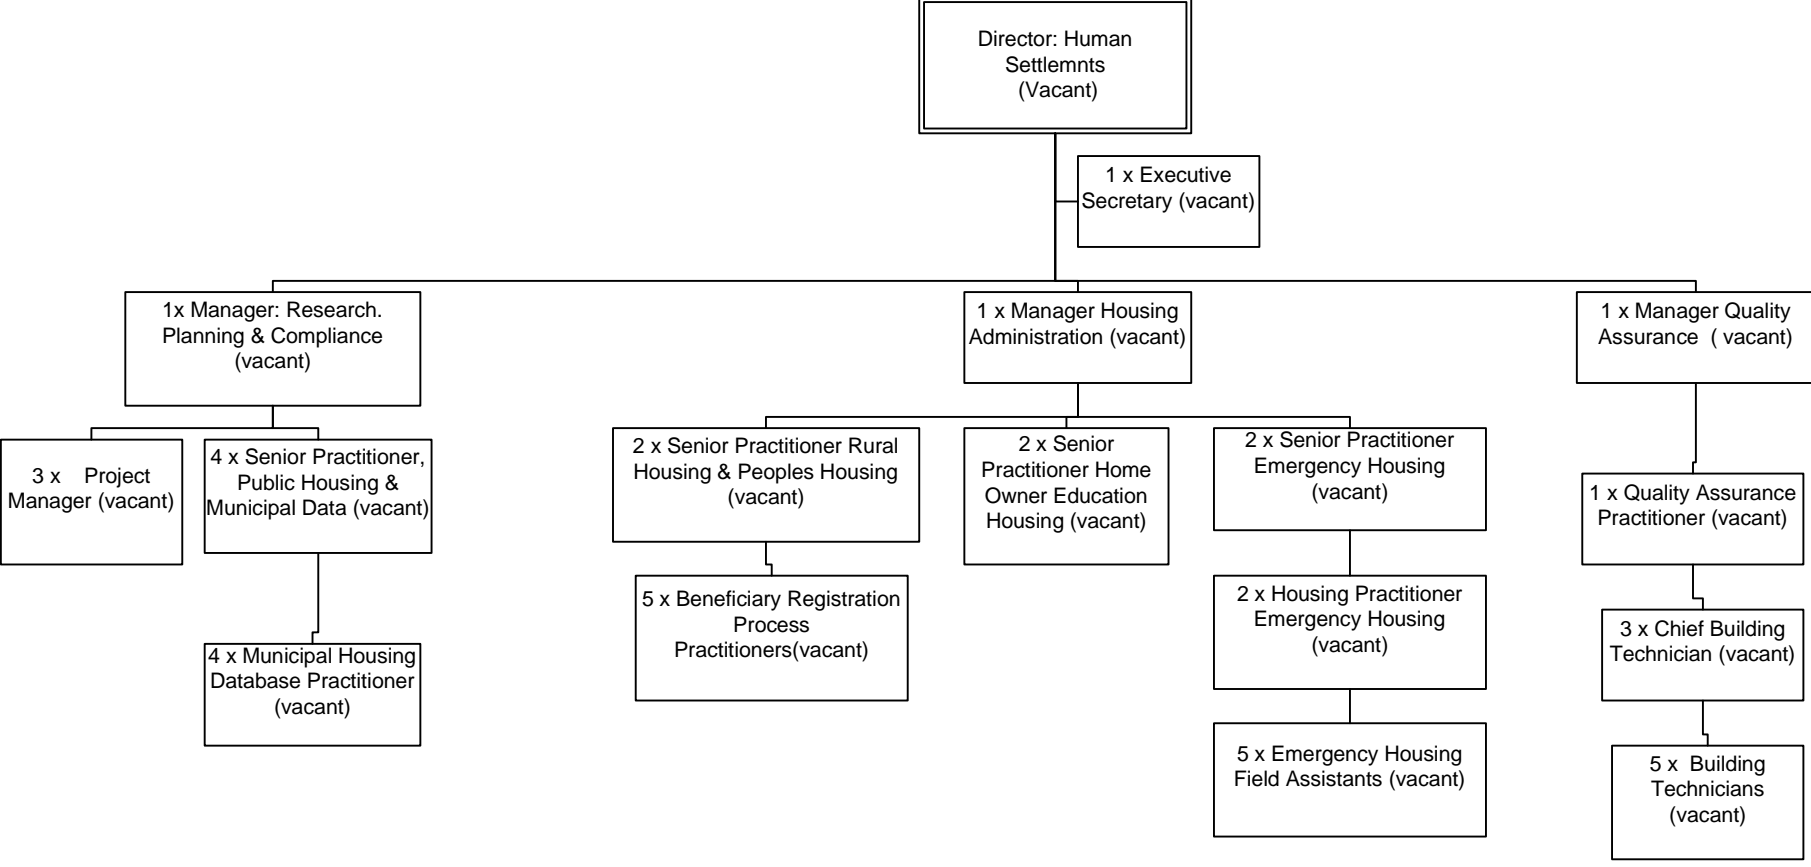 Director: Human
Settlemnts
(Vacant)
1 x Executive
Secretary (vacant)
1x Manager: Research.
Planning & Compliance
(vacant)
1 x Manager Housing
Administration (vacant)
1 x Manager Quality
Assurance ( vacant)
3 x Project
Manager (vacant)
4 x Senior Practitioner,
Public Housing &
Municipal Data (vacant)
2 x Senior Practitioner Rural
Housing & Peoples Housing
(vacant)
2 x Senior
Practitioner Home
Owner Education
Housing (vacant)
2 x Senior Practitioner
Emergency Housing
(vacant)
1 x Quality Assurance
Practitioner (vacant)
5 x Beneficiary Registration
Process
Practitioners(vacant)
2 x Housing Practitioner
Emergency Housing
(vacant)
3 x Chief Building
Technician (vacant)
4 x Municipal Housing
Database Practitioner
(vacant)
5 x Emergency Housing
Field Assistants (vacant)
5 x Building
Technicians
(vacant)